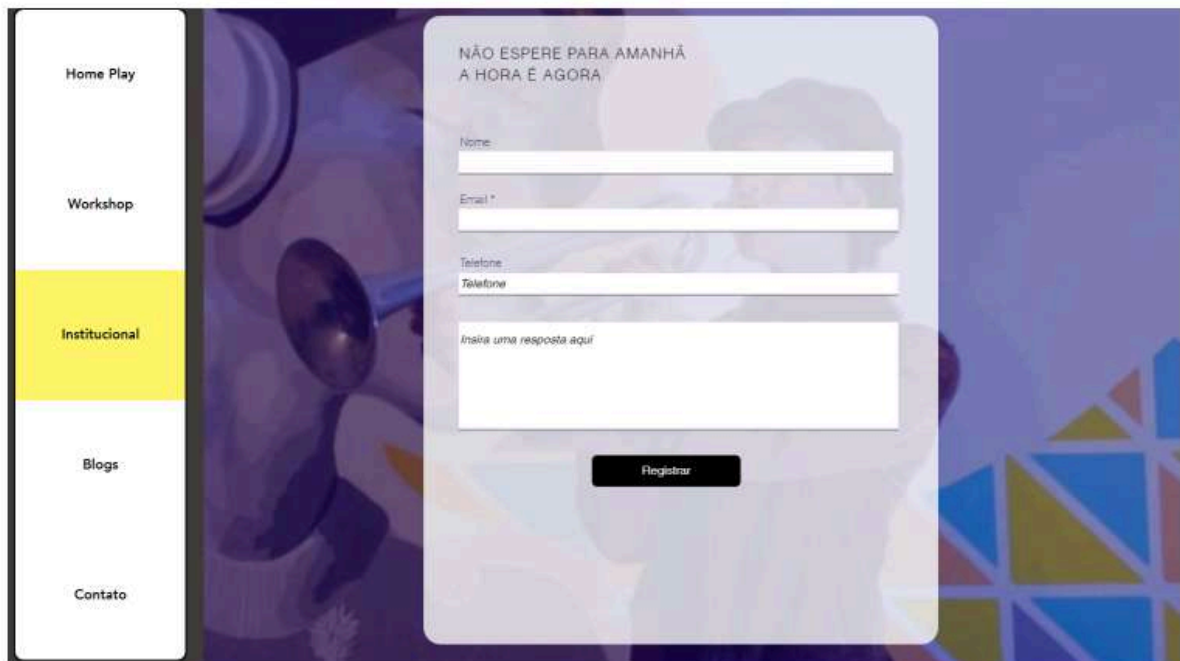 Home Play
Workshop
Institucional
Blogs
Contato
NÃO ESPERE PARA AMANHÃ
A HORA É AGORA
Nome
Email *
Telefone
Telefone
Insira uma resposta aqui
Registrar